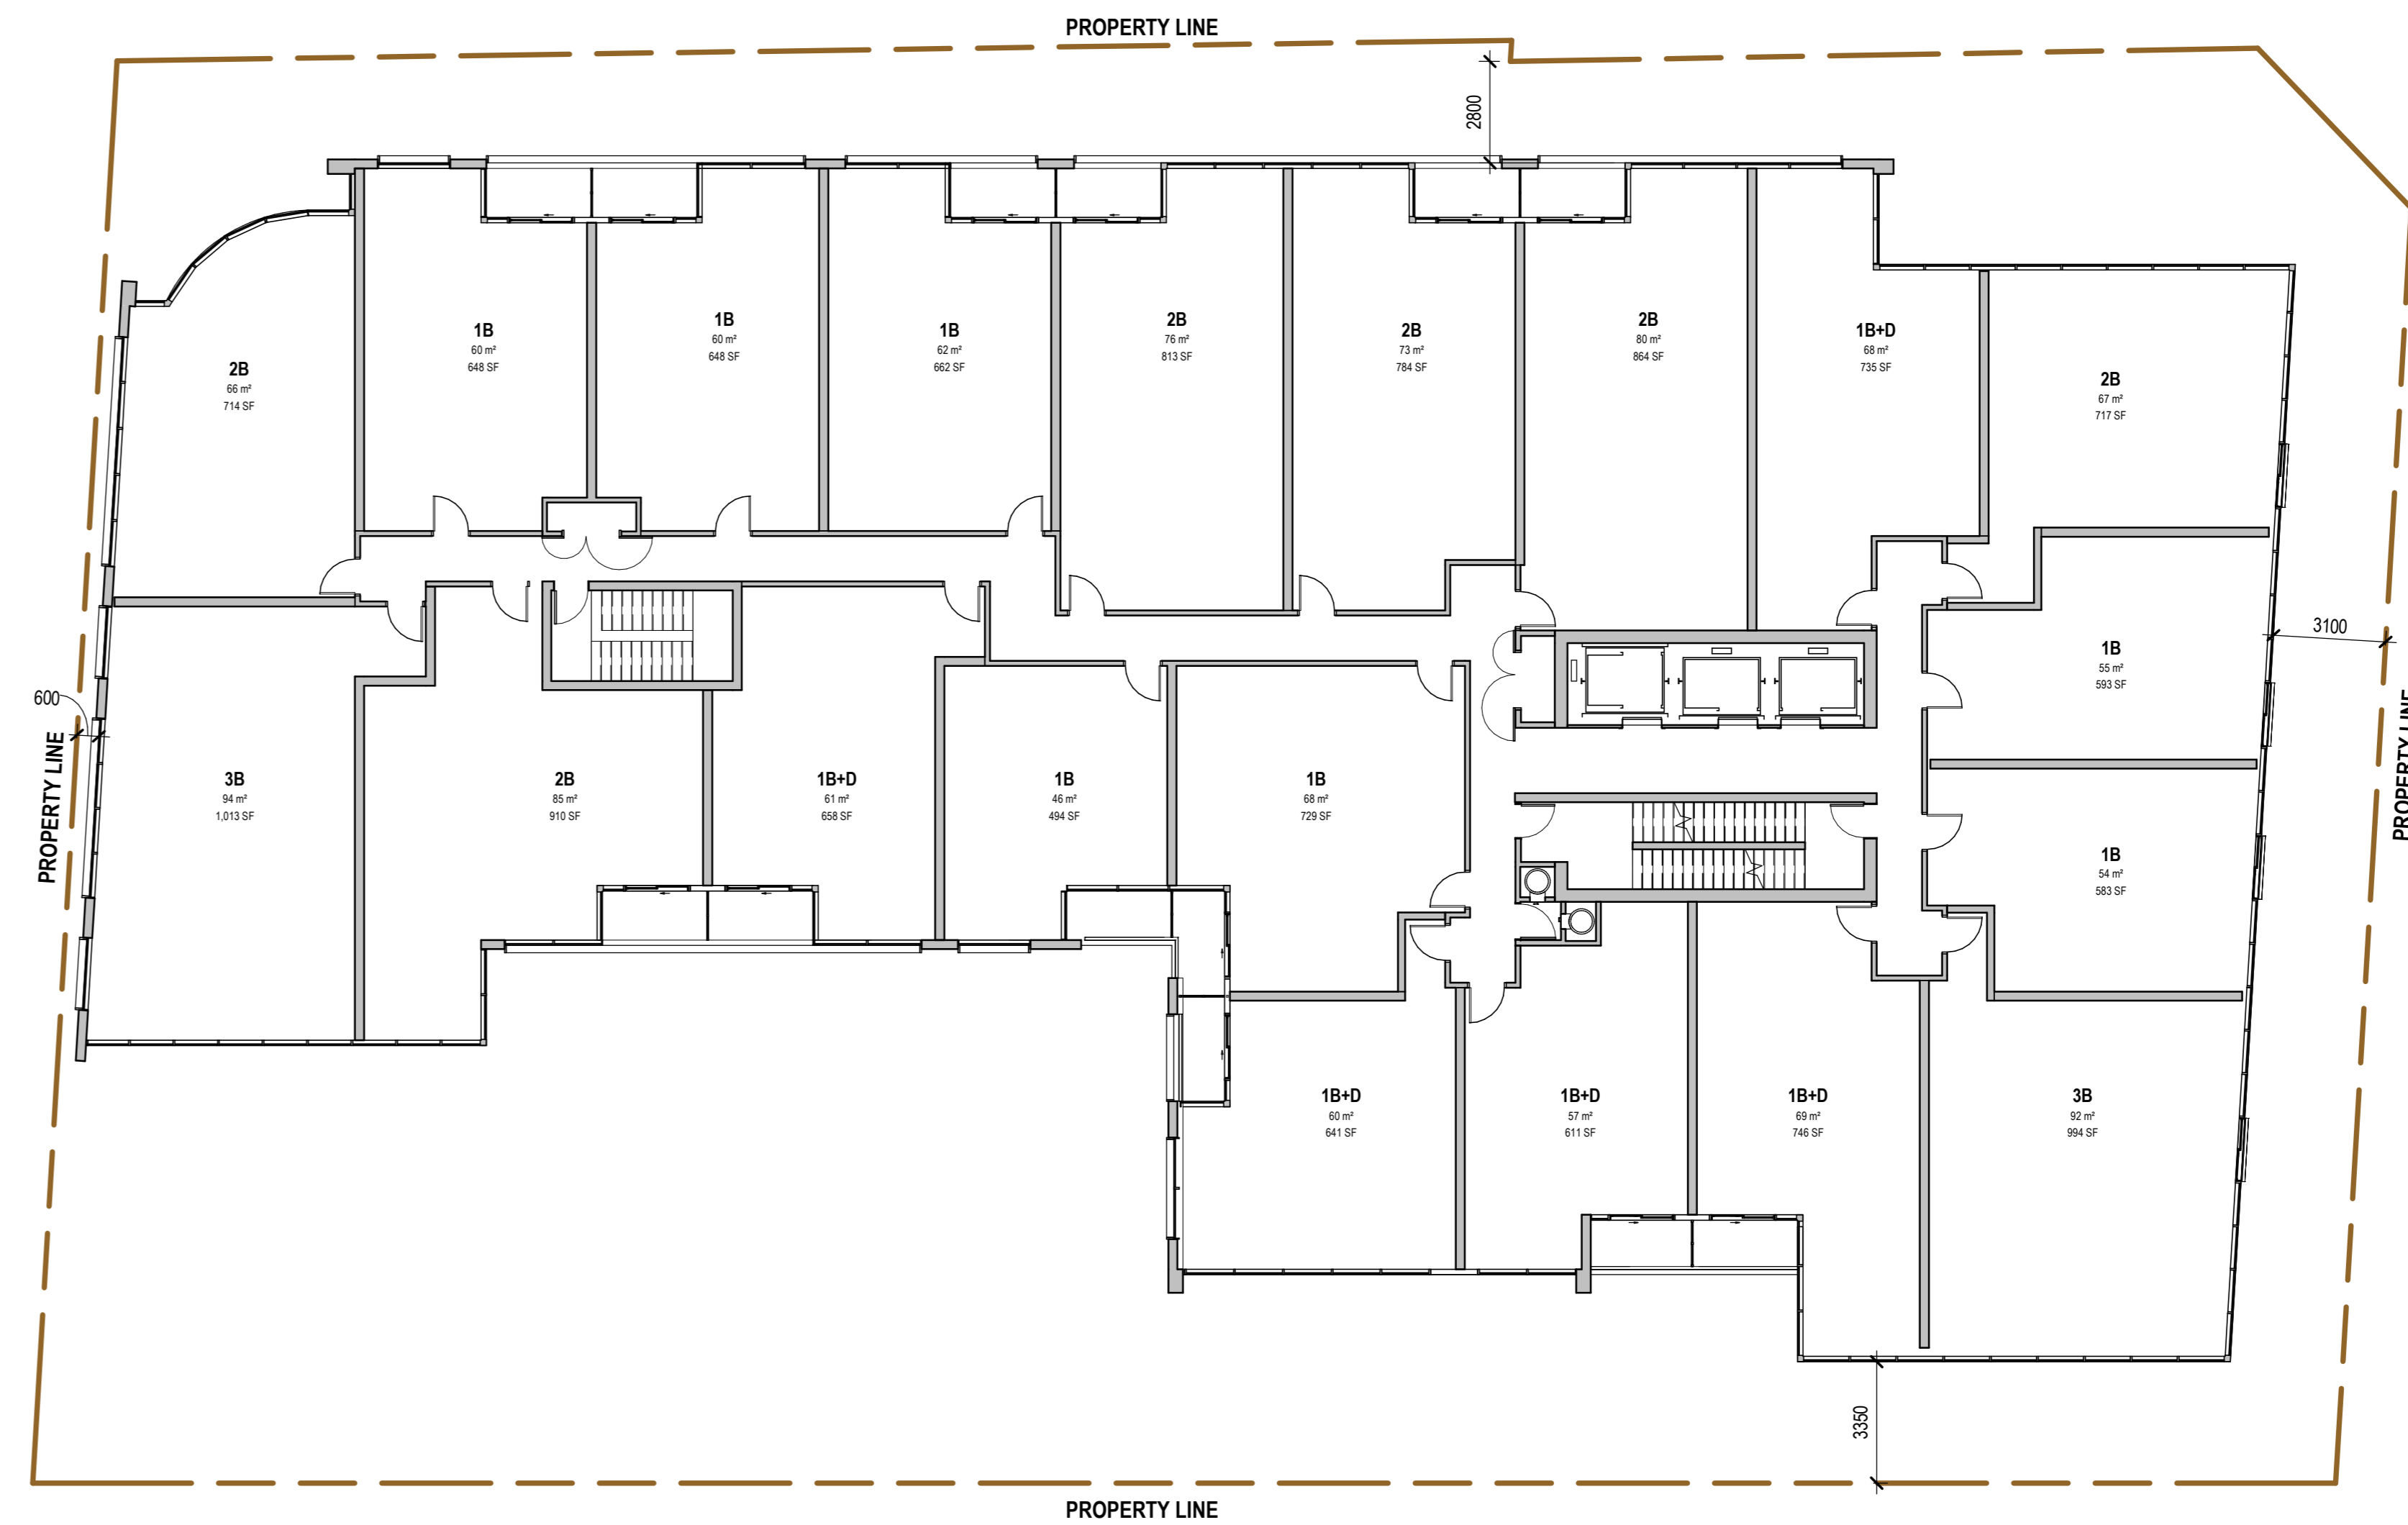 PROPERTY LINE
2800
1B
60 m²
648 SF
1B
60 m²
648 SF
1B
62 m²
662 SF
2B
76 m²
813 SF
2B
73 m²
784 SF
2B
80 m²
864 SF
1B+D
68 m²
735 SF
2B
66 m²
714 SF
2B
67 m²
717 SF
3100
1B
55 m²
593 SF
600
PROPERTY LINE
PROPERTY LINE
3B
94 m²
1,013 SF
2B
85 m²
910 SF
1B+D
61 m²
658 SF
1B
46 m²
494 SF
1B
68 m²
729 SF
1B
54 m²
583 SF
1B+D
60 m²
641 SF
1B+D
57 m²
611 SF
1B+D
69 m²
746 SF
3B
92 m²
994 SF
3350
PROPERTY LINE